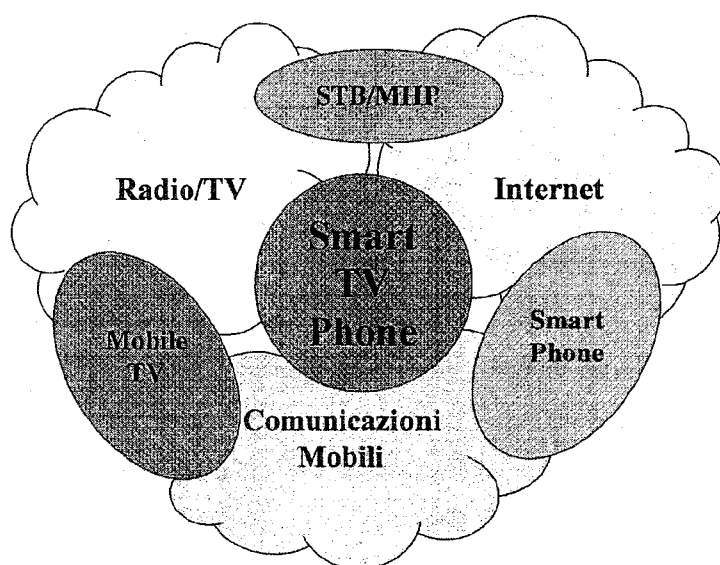 STB/MHP
Radio/TV
Internet
Smart
TV
Phone
Mobile
TV
Smart
Phone
Comunicazioni
Mobili